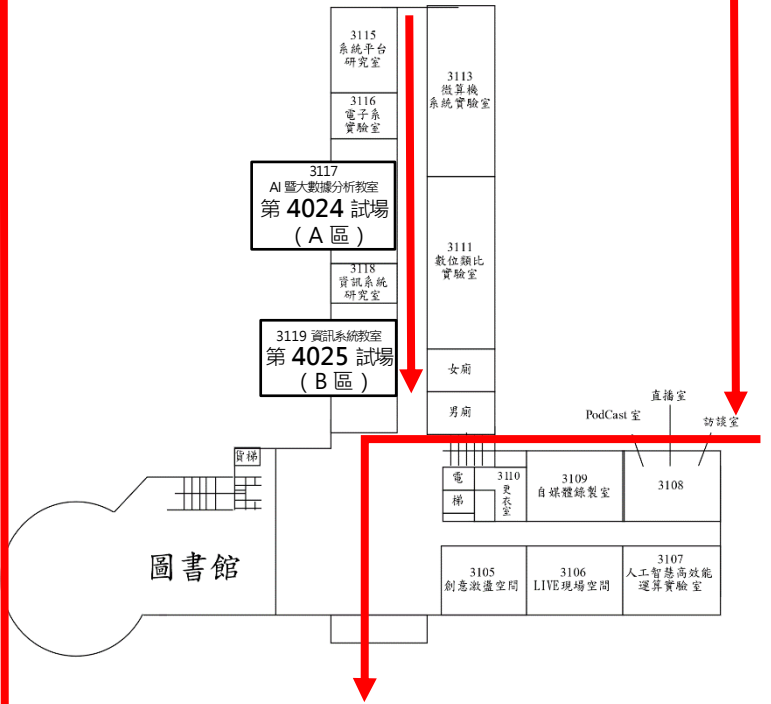 3115
系統平台
研究室
3116
電子系
實驗室
3117
AI 暨大數據分析教室
第 4024 試場
（A 區）
3118
資訊系統
研究室
3119 資訊系統教室
第 4025 試場
（B 區）
3113
微算機
系統實驗室
3111
數位類比
實驗室
女廁
男廁
直播室
PodCast 室
訪談室
貨梯
電
梯
3110
更
衣
室
3109
自媒體錄製室
3108
圖書館
3105
創意激盪空間
3106
LIVE現場空間
3107
人工智慧高效能
運算實驗室